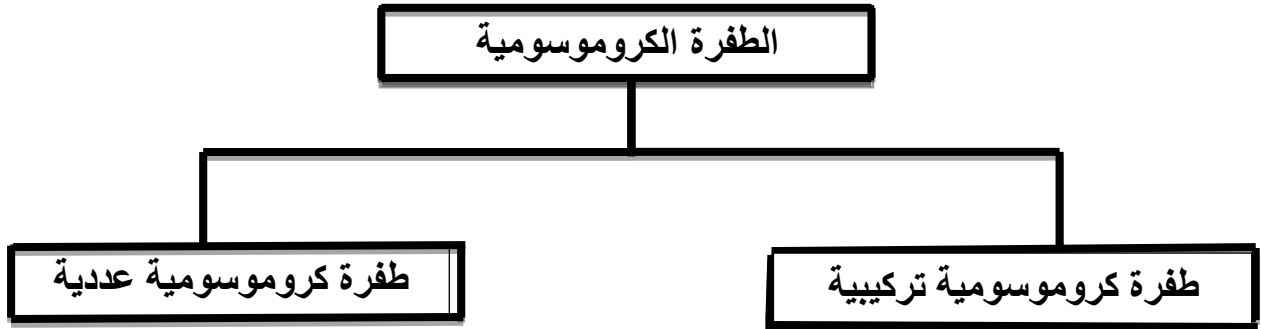 الطفرة الكروموسومية
طفرة كروموسومية تركيبية
طفرة كروموسومية عددية